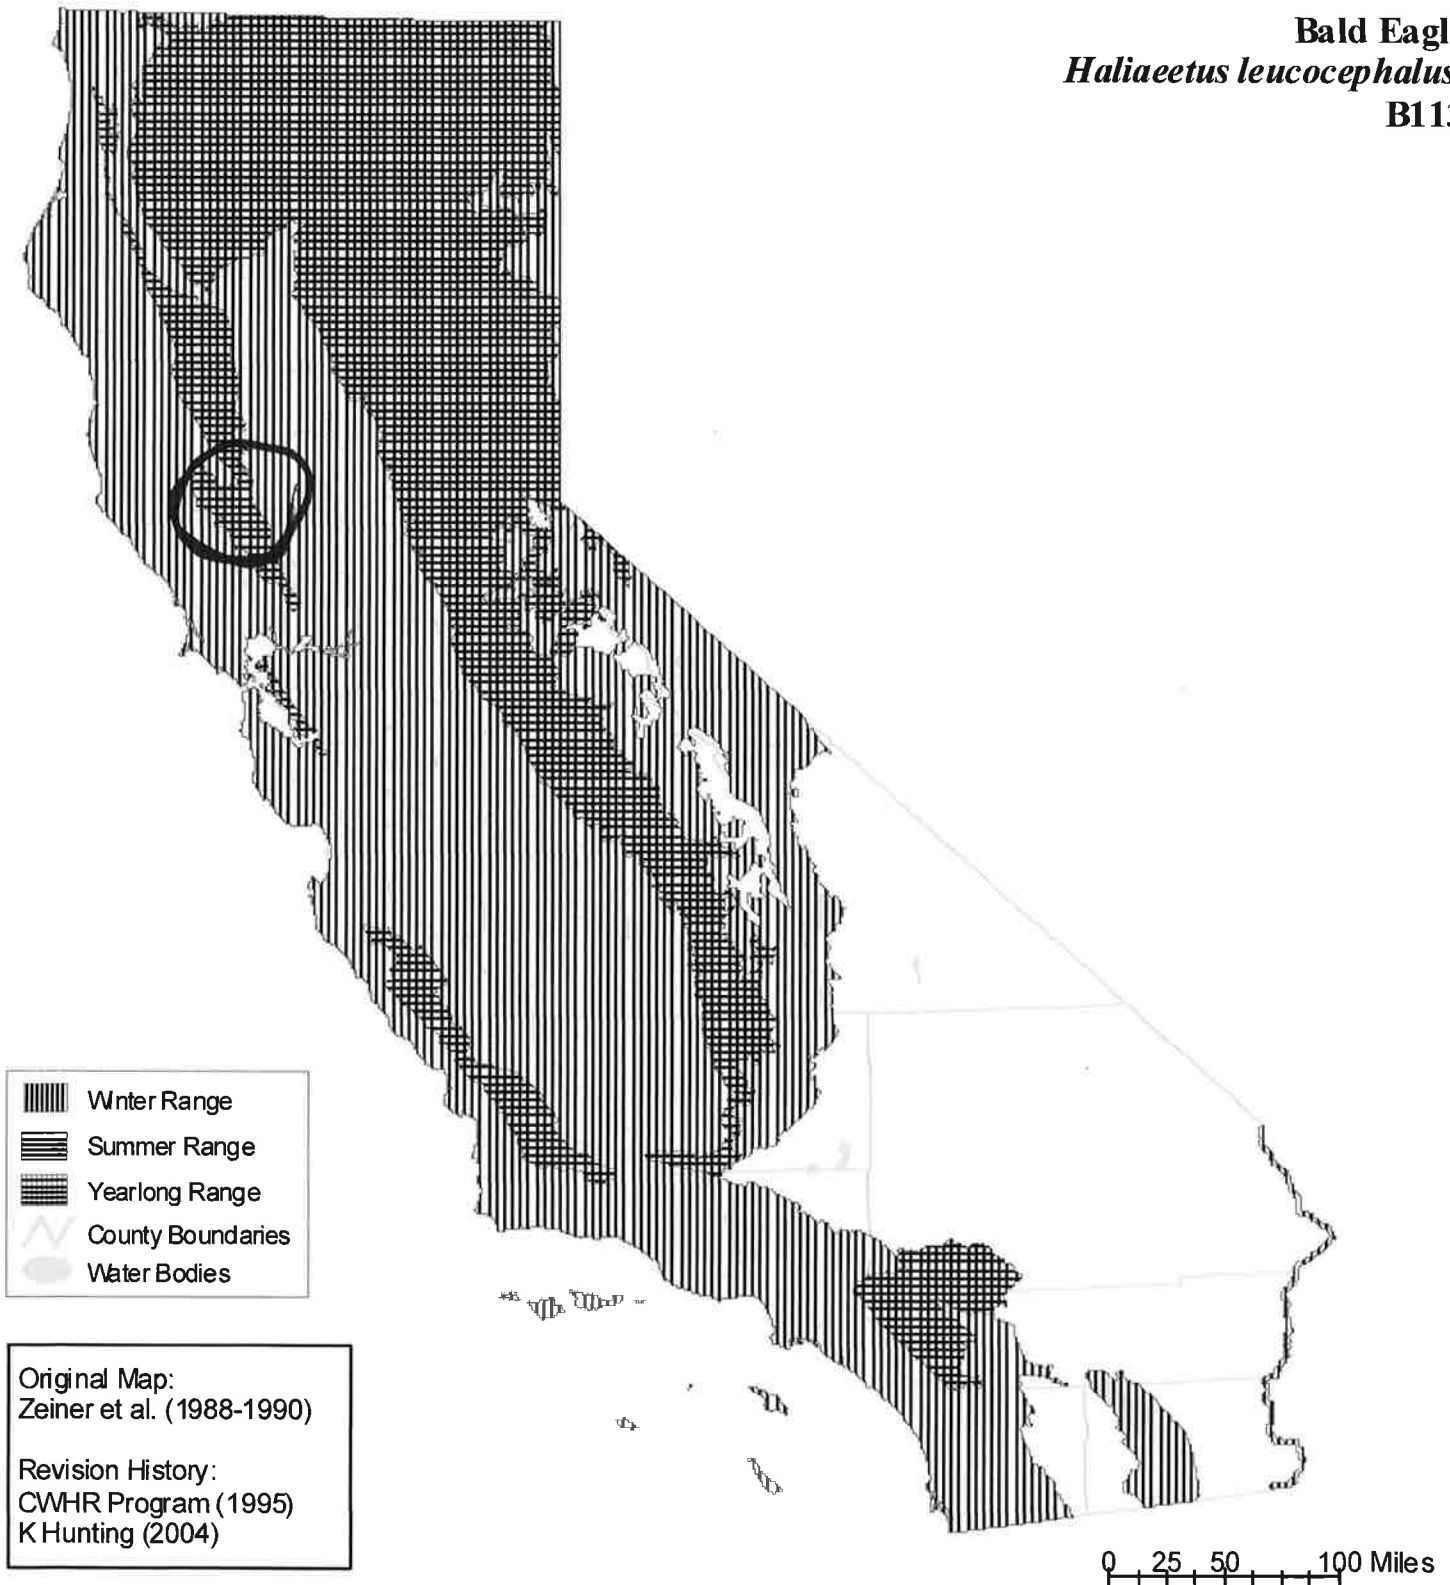 Bald Eagl
Haliaeetus leucocephalus
B113
Winter Range
Summer Range
Yearlong Range
County Boundaries
Water Bodies
Original Map:
Zeiner et al. (1988-1990)
Revision History:
CWHR Program (1995)
K Hunting (2004)
0 25 50 100 Miles